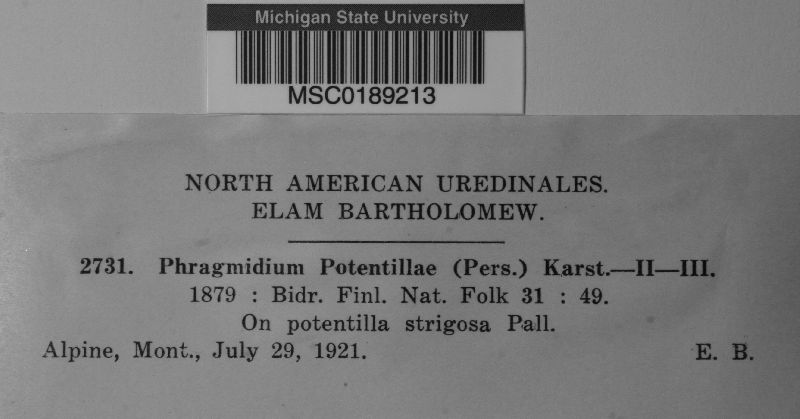 Michigan State University
MSC0189213
NORTH AMERICAN UREDINALES.
ELAM BARTHOLOMEW.
2731. Phragmidium Potentillae (Pers.) Karst.—II—III.
1879 : Bidr. Finl. Nat. Folk 31 : 49.
On potentilla strigosa Pall.
Alpine, Mont., July 29, 1921. E. B.